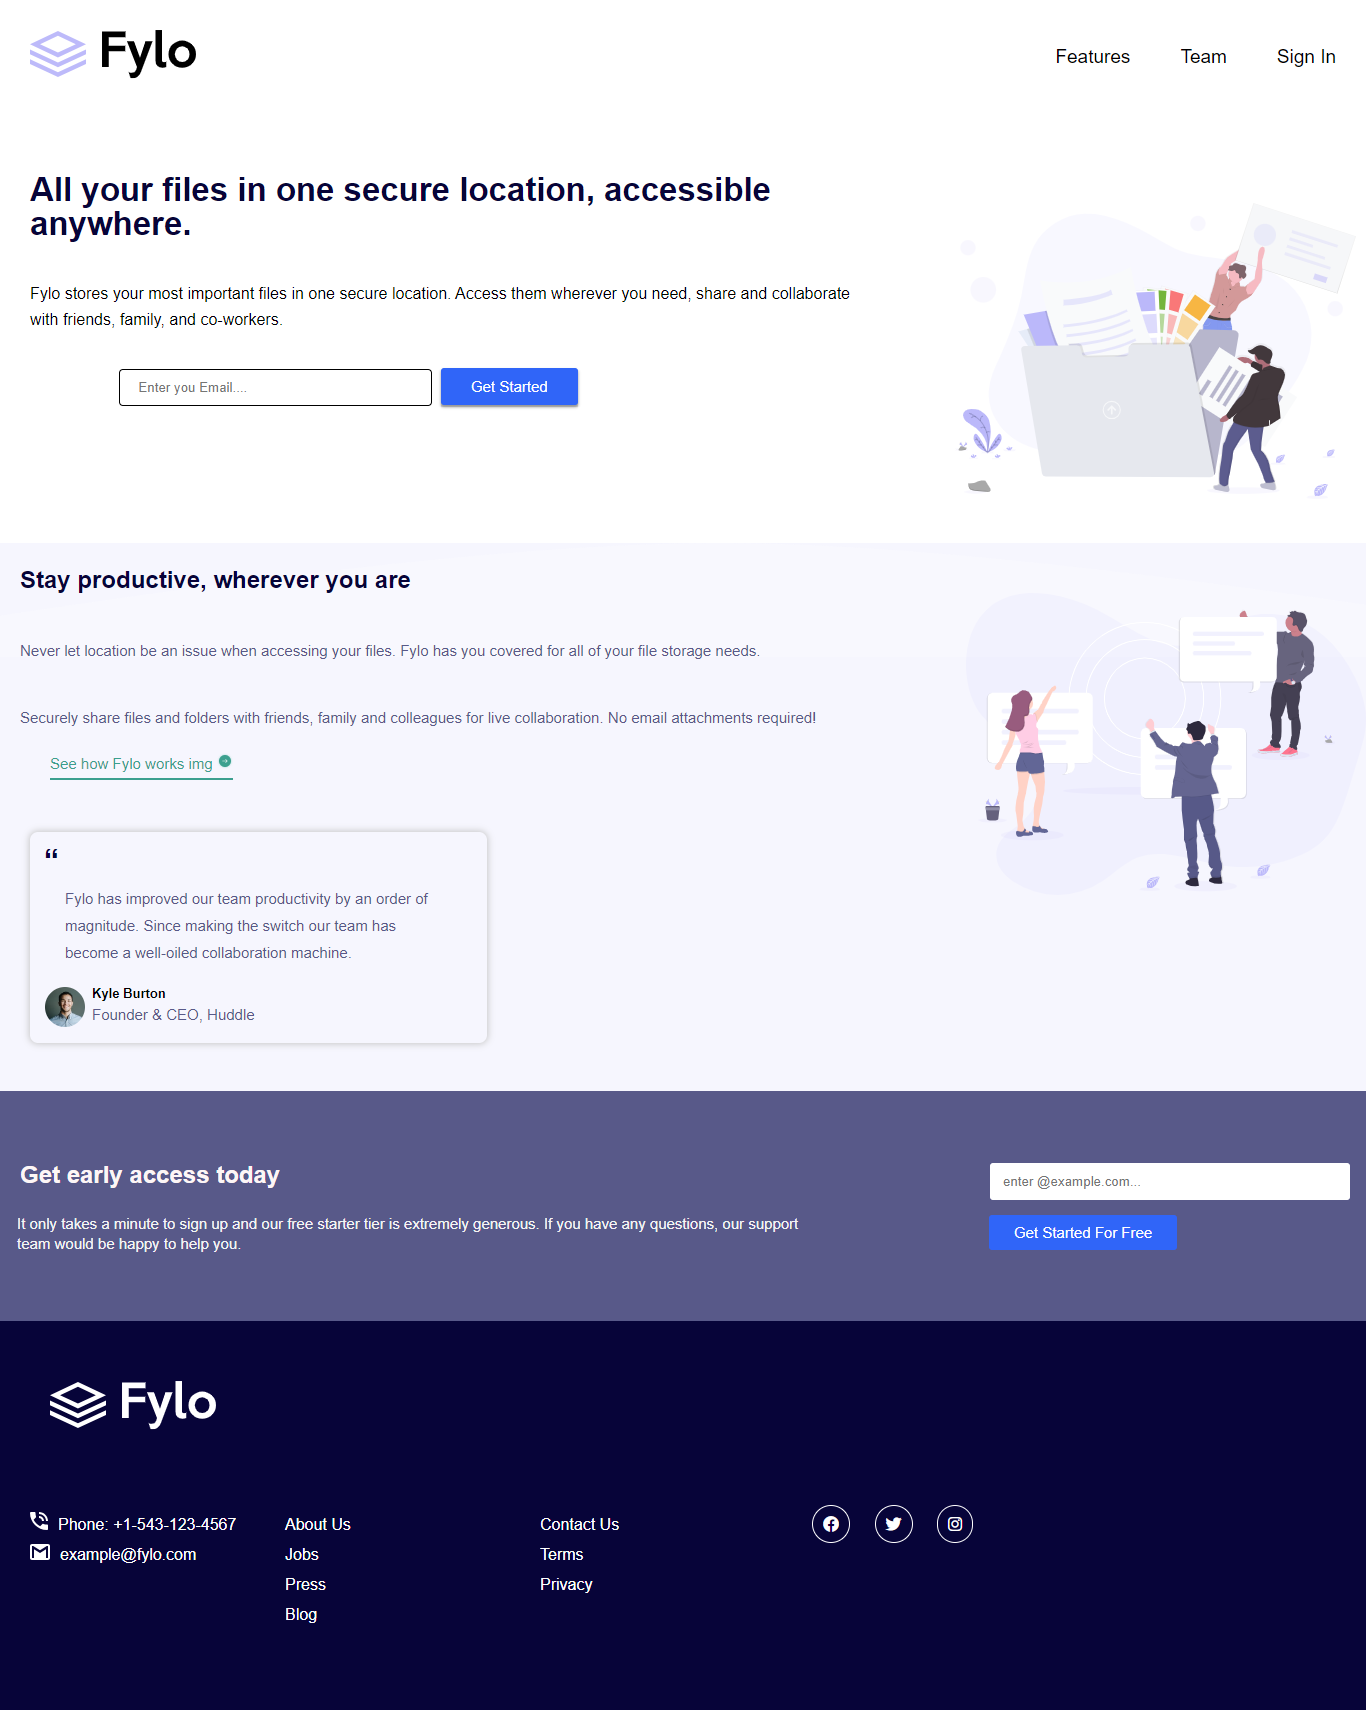 Fylo
Features Team Sign In
All your files in one secure location, accessible
anywhere.
Fylo stores your most important files in one secure location. Access them wherever you need, share and collaborate
with friends, family, and co-workers.
Enter you Email.... Get Started
Stay productive, wherever you are
Never let location be an issue when accessing your files. Fylo has you covered for all of your file storage needs.
Securely share files and folders with friends, family and colleagues for live collaboration. No email attachments required!
See how Fylo works img
“
Fylo has improved our team productivity by an order of
magnitude. Since making the switch our team has
become a well-oiled collaboration machine.
Kyle Burton
Founder & CEO, Huddle
Get early access today
It only takes a minute to sign up and our free starter tier is extremely generous. If you have any questions, our support
team would be happy to help you.
enter @example.com...
Get Started For Free
Fylo
Phone: +1-543-123-4567
example@fylo.com
About Us
Jobs
Press
Blog
Contact Us
Terms
Privacy